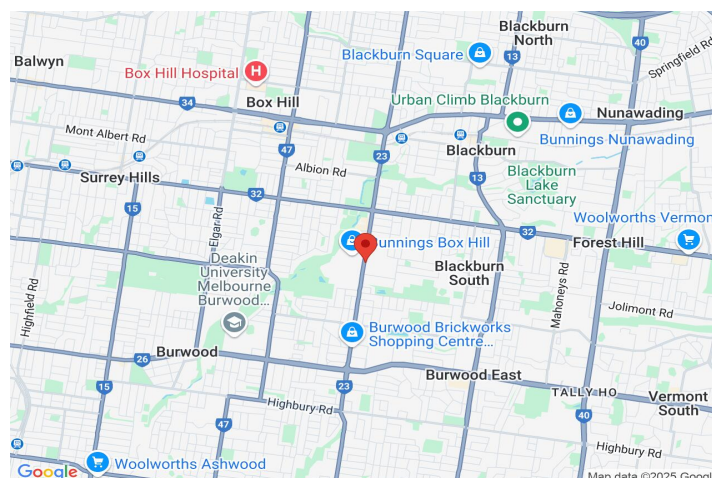 Blackburn
North
40
Springfield Rd
Balwyn
Blackburn Square
13
Box Hill Hospital
H
Urban Climb Blackburn
Box Hill
34
Nunawading
Mont Albert Rd
Bunnings Nunawading
47
23
Blackburn
Albion Rd
Blackburn
Lake
Sanctuary
Surrey Hills
13
32
15
Woolworths Vermon
Elgar Rd
32
Forest Hill
unnings Box Hill
Deakin
University
Melbourne
Burwood...
Blackburn
South
Mahoneys Rd
Highfield Rd
Jolimont Rd
Burwood Brickworks
Shopping Centre...
Burwood
26
Burwood East
15
23
TALLY HO
Vermont
South
Highbury Rd
40
47
Highbury Rd
Woolworths Ashwood
Google
Map data ©2025 Googl